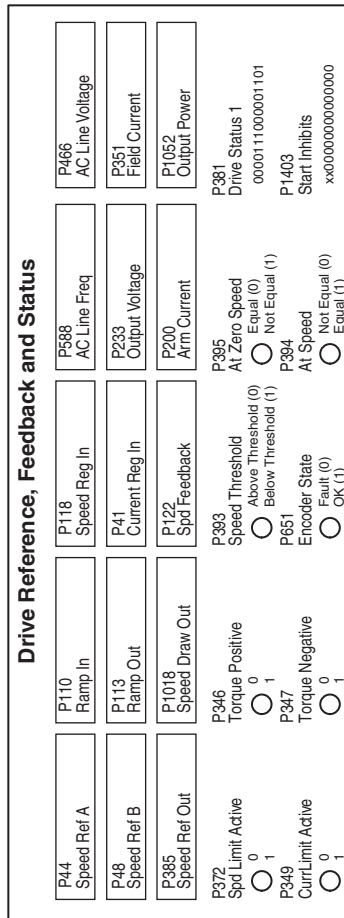 Drive Reference, Feedback and Status
P44
Speed Ref A
P110
Ramp In
P118
Speed Reg In
P588
AC Line Freq
P466
AC Line Voltage
P48
Speed Ref B
P113
Ramp Out
P41
Current Reg In
P233
Output Voltage
P351
Field Current
P385
Speed Ref Out
P1018
Speed Draw Out
P122
Spd Feedback
P200
Arm Current
P1052
Output Power
P372
Spd Limit Active
0
1
P346
Torque Positive
0
1
P393
Speed Threshold
Above Threshold (0)
Below Threshold (1)
P395
At Zero Speed
Equal (0)
Not Equal (1)
P381
Drive Status 1
0000111000001101
P349
CurrLimit Active
0
1
P347
Torque Negative
0
1
P651
Encoder State
Fault (0)
OK (1)
P394
At Speed
Not Equal (0)
Equal (1)
P1403
Start Inhibits
xx00000000000000